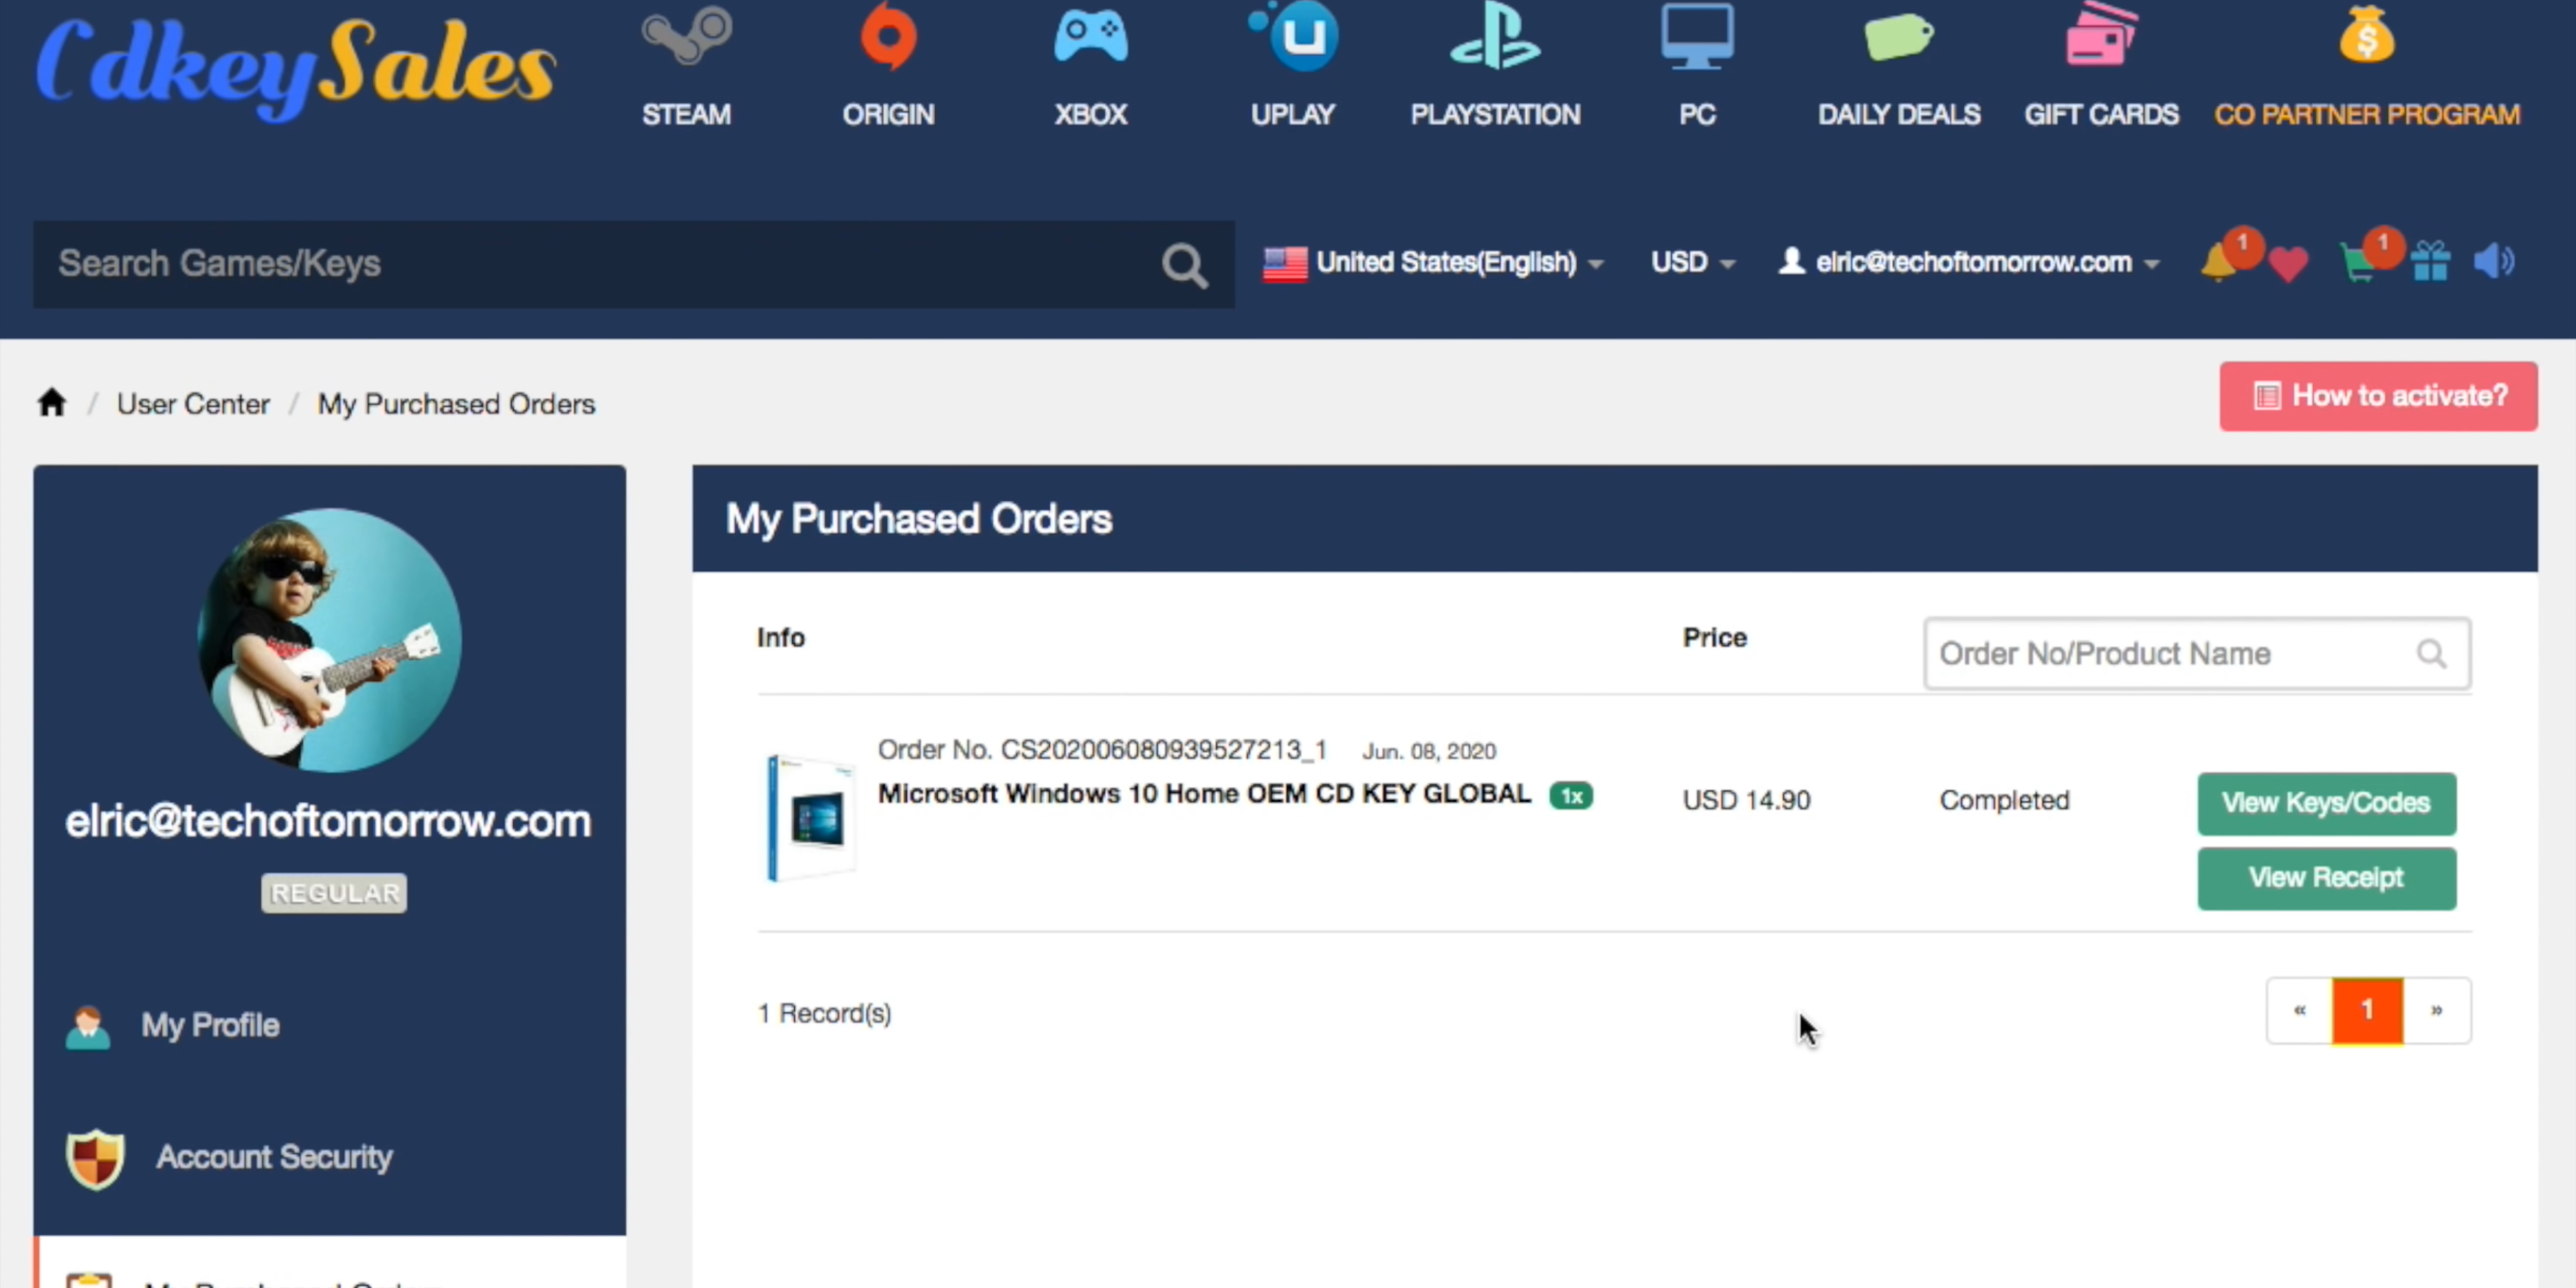 CdkeySales
STEAM
ORIGIN
XBOX
UPLAY
PLAYSTATION
PC
DAILY DEALS
GIFT CARDS
CO PARTNER PROGRAM
Search Games/Keys
United States(English)
USD
elric@techoftomorrow.com
1
1
/ User Center / My Purchased Orders
How to activate?
elric@techoftomorrow.com
REGULAR
My Profile
Account Security
My Purchased Orders
My Purchased Orders
Info
Price
Order No/Product Name
Order No. CS202006080939527213_1 Jun. 08, 2020
Microsoft Windows 10 Home OEM CD KEY GLOBAL 1x
USD 14.90
Completed
View Keys/Codes
View Receipt
1 Record(s)
« 1 »